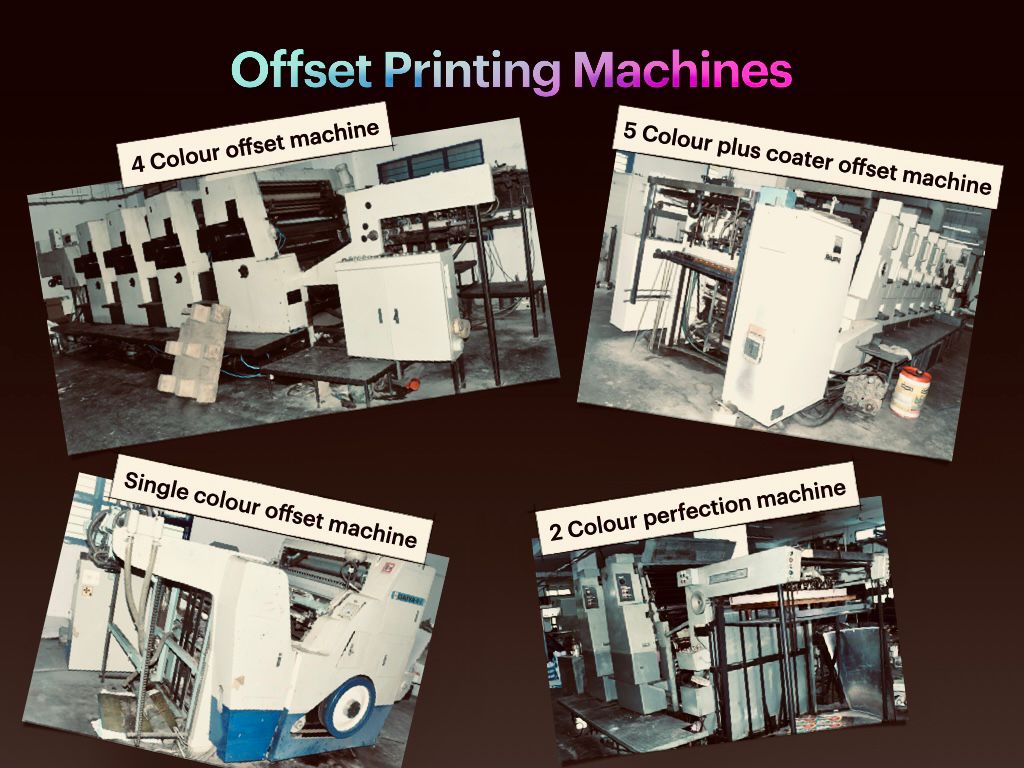 Offset Printing Machines
4 Colour offset machine
5 Colour plus coater offset machine
Single colour offset machine
2 Colour perfection machine